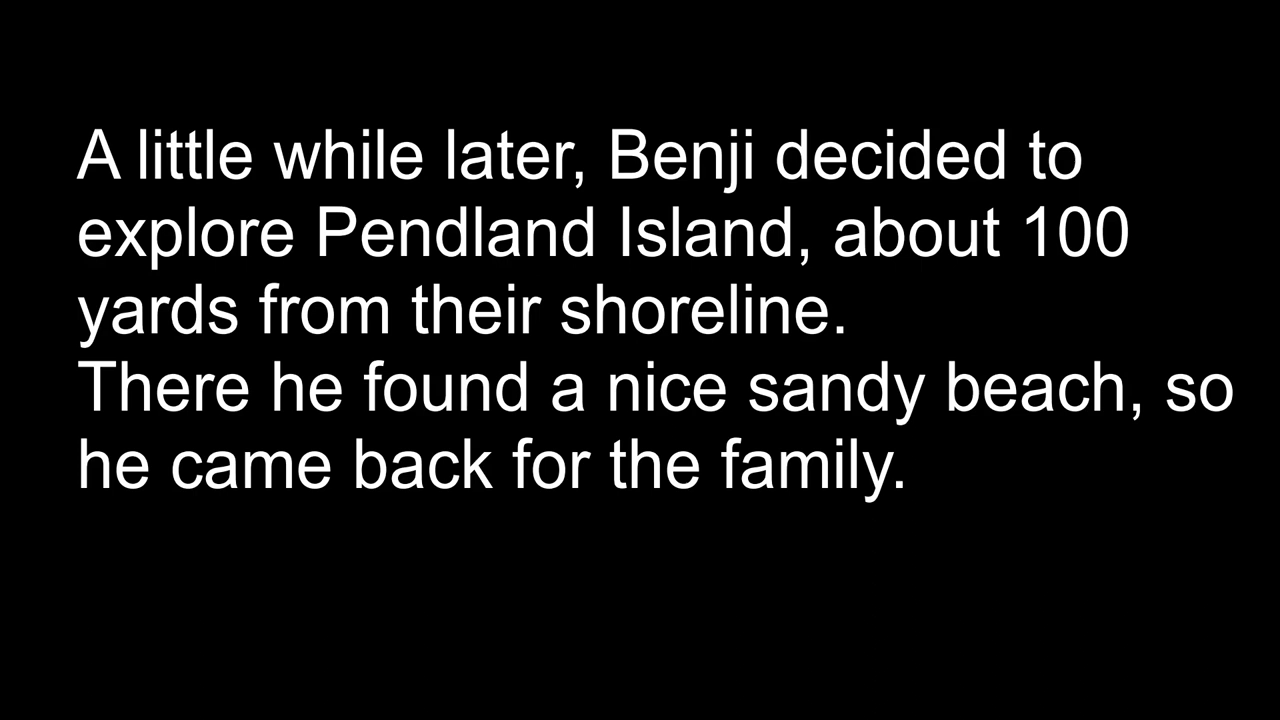 A little while later, Benji decided to
explore Pendland Island, about 100
yards from their shoreline.
There he found a nice sandy beach, so
he came back for the family.